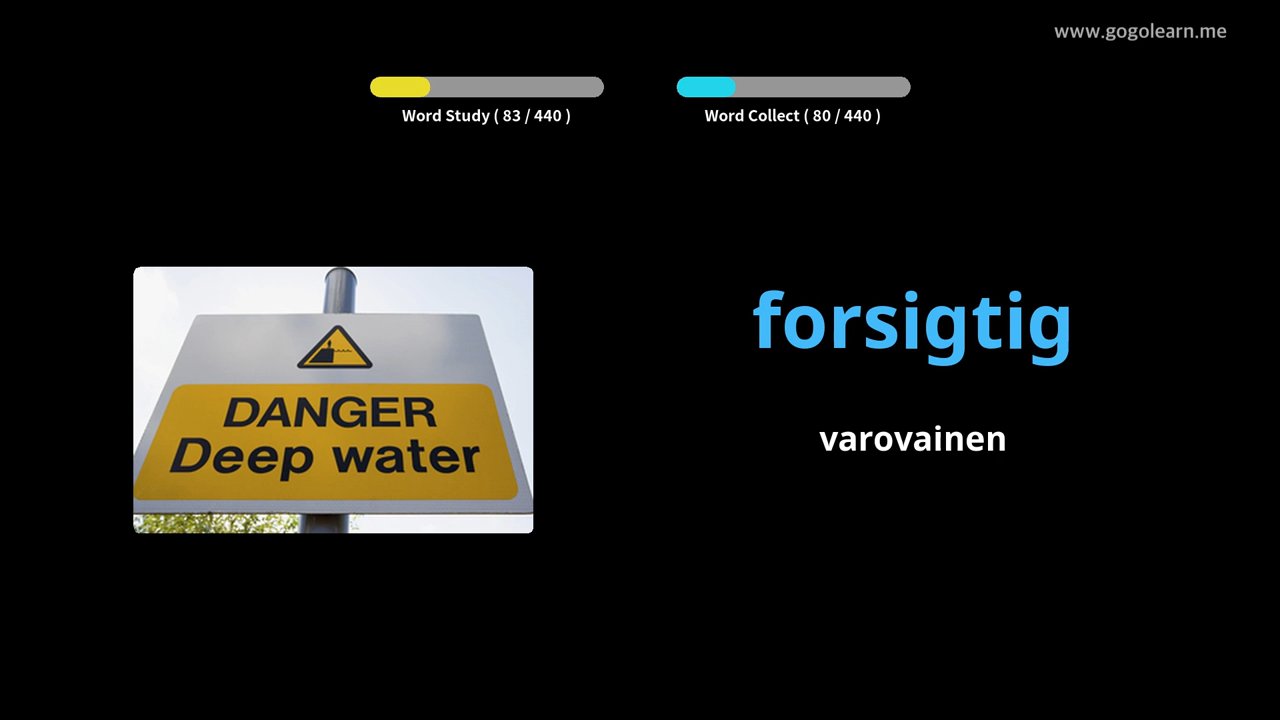 www.gogolearn.me
Word Study ( 83 / 440 )
Word Collect ( 80 / 440 )
DANGER
Deep water
forsigtig
varovainen